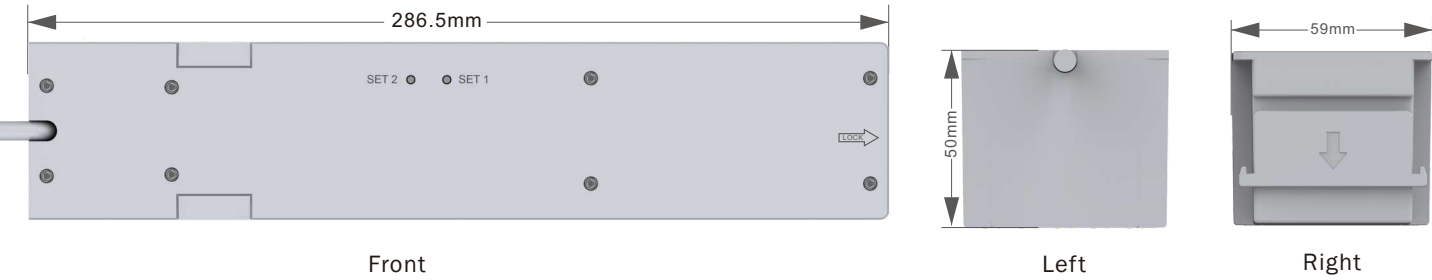 286.5mm
59mm
SET 2 SET 1
50mm
LOCK
Front
Left
Right